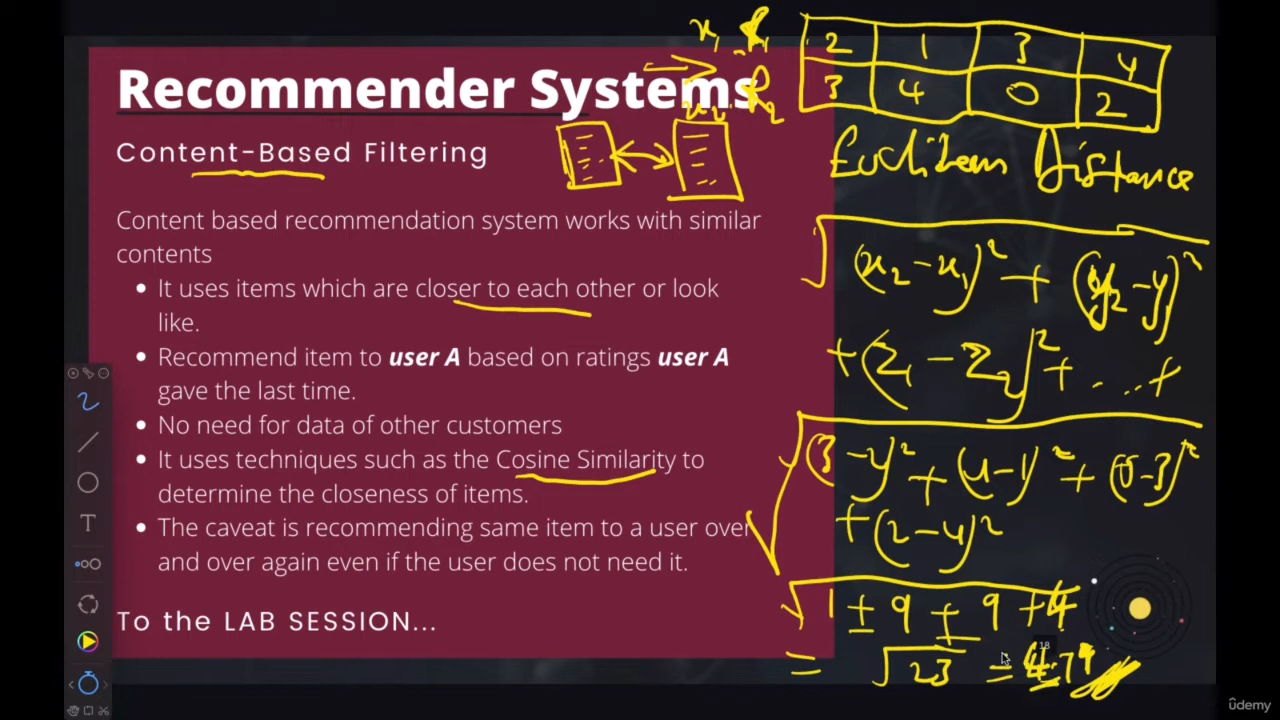 Recommender Systems
Content-Based Filtering
Content based recommendation system works with similar
contents
• It uses items which are closer to each other or look
like.
• Recommend item to user A based on ratings user A
gave the last time.
• No need for data of other customers
• It uses techniques such as the Cosine Similarity to
determine the closeness of items.
• The caveat is recommending same item to a user over
and over again even if the user does not need it.
To the LAB SESSION...
x₁ R₁ 2 1 3 4
x₂ R₂ 3 4 0 2
Euclidean Distance
√(x₂ - x₁)² + (y₂ - y)²
+ (z₁ - z₂)² + . . . +
+ (4-1)² + (0-3)²
+ (2-4)²
√1 + 9 + 9 + 4
= √23 = 4.79
T
18
ûdemy